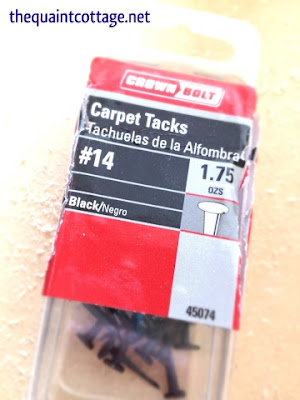 thequaintcottage.net
CROWN BOLT
Carpet Tacks
Tachuelas de la Alfombra
#14
1.75
OZS
Black/Negro
45074